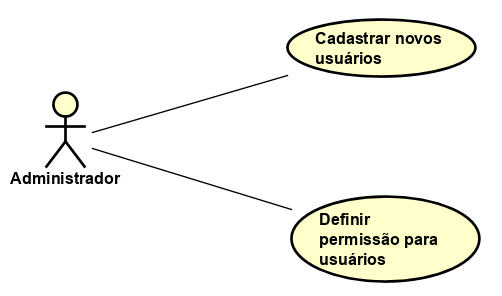 Cadastrar novos
usuários
Administrador
Definir
permissão para
usuários